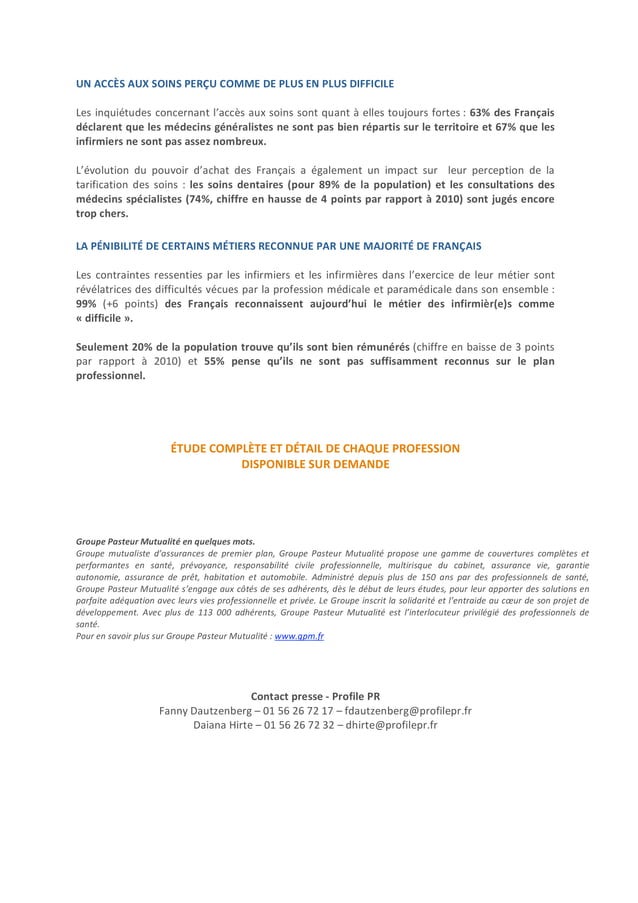 UN ACCÈS AUX SOINS PERÇU COMME DE PLUS EN PLUS DIFFICILE
Les inquiétudes concernant l’accès aux soins sont quant à elles toujours fortes : 63% des Français
déclarent que les médecins généralistes ne sont pas bien répartis sur le territoire et 67% que les
infirmiers ne sont pas assez nombreux.
L’évolution du pouvoir d’achat des Français a également un impact sur leur perception de la
tarification des soins : les soins dentaires (pour 89% de la population) et les consultations des
médecins spécialistes (74%, chiffre en hausse de 4 points par rapport à 2010) sont jugés encore
trop chers.
LA PÉNIBILITÉ DE CERTAINS MÉTIERS RECONNUE PAR UNE MAJORITÉ DE FRANÇAIS
Les contraintes ressenties par les infirmiers et les infirmières dans l’exercice de leur métier sont
révélatrices des difficultés vécues par la profession médicale et paramédicale dans son ensemble :
99% (+6 points) des Français reconnaissent aujourd’hui le métier des infirmièr(e)s comme
« difficile ».
Seulement 20% de la population trouve qu’ils sont bien rémunérés (chiffre en baisse de 3 points
par rapport à 2010) et 55% pense qu’ils ne sont pas suffisamment reconnus sur le plan
professionnel.
ÉTUDE COMPLÈTE ET DÉTAIL DE CHAQUE PROFESSION
DISPONIBLE SUR DEMANDE
Groupe Pasteur Mutualité en quelques mots.
Groupe mutualiste d’assurances de premier plan, Groupe Pasteur Mutualité propose une gamme de couvertures complètes et
performantes en santé, prévoyance, responsabilité civile professionnelle, multirisque du cabinet, assurance vie, garantie
autonomie, assurance de prêt, habitation et automobile. Administré depuis plus de 150 ans par des professionnels de santé,
Groupe Pasteur Mutualité s’engage aux côtés de ses adhérents, dès le début de leurs études, pour leur apporter des solutions en
parfaite adéquation avec leurs vies professionnelle et privée. Le Groupe inscrit la solidarité et l’entraide au cœur de son projet de
développement. Avec plus de 113 000 adhérents, Groupe Pasteur Mutualité est l’interlocuteur privilégié des professionnels de
santé.
Pour en savoir plus sur Groupe Pasteur Mutualité : www.gpm.fr
Contact presse - Profile PR
Fanny Dautzenberg – 01 56 26 72 17 – fdautzenberg@profilepr.fr
Daiana Hirte – 01 56 26 72 32 – dhirte@profilepr.fr